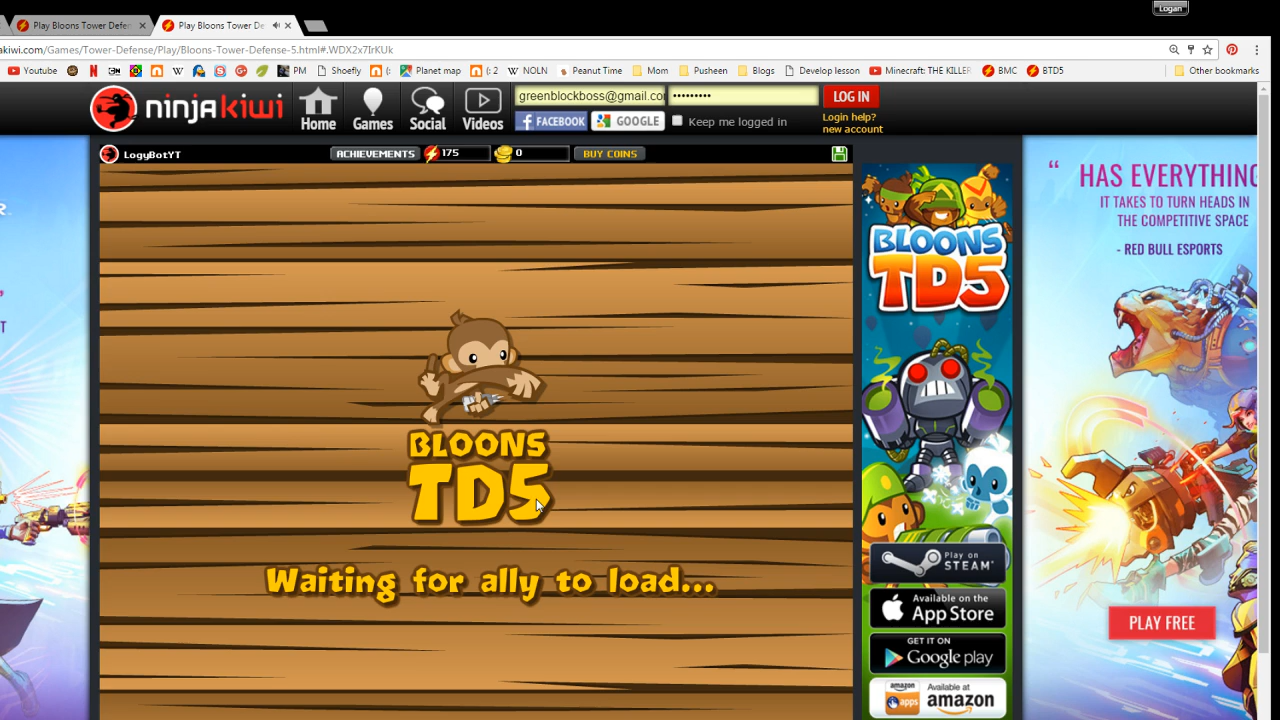 Logan
Play Bloons Tower Defen
Play Bloons Tower De
akiwi.com/Games/Tower-Defense/Play/Bloons-Tower-Defense-5.html#.WDX2x7IrKUk
Youtube
PM
Shoefly
(:
Planet map
(: 2
NOLN
Peanut Time
Mom
Pusheen
Blogs
Develop lesson
Minecraft: THE KILLER
BMC
BTD5
Other bookmarks
ninjakiwi
Home
Games
Social
Videos
greenblockboss@gmail.con
•••••••••
LOG IN
FACEBOOK
GOOGLE
Keep me logged in
Login help?
new account
LogyBotYT
ACHIEVEMENTS
175
0
BUY COINS
BLOONS
TD5
Waiting for ally to load...
BLOONS
TD5
Play on
STEAM
Available on the
App Store
GET IT ON
Google play
amazon
apps
Available at
amazon
“ HAS EVERYTHING
IT TAKES TO TURN HEADS IN
THE COMPETITIVE SPACE
- RED BULL ESPORTS
PLAY FREE